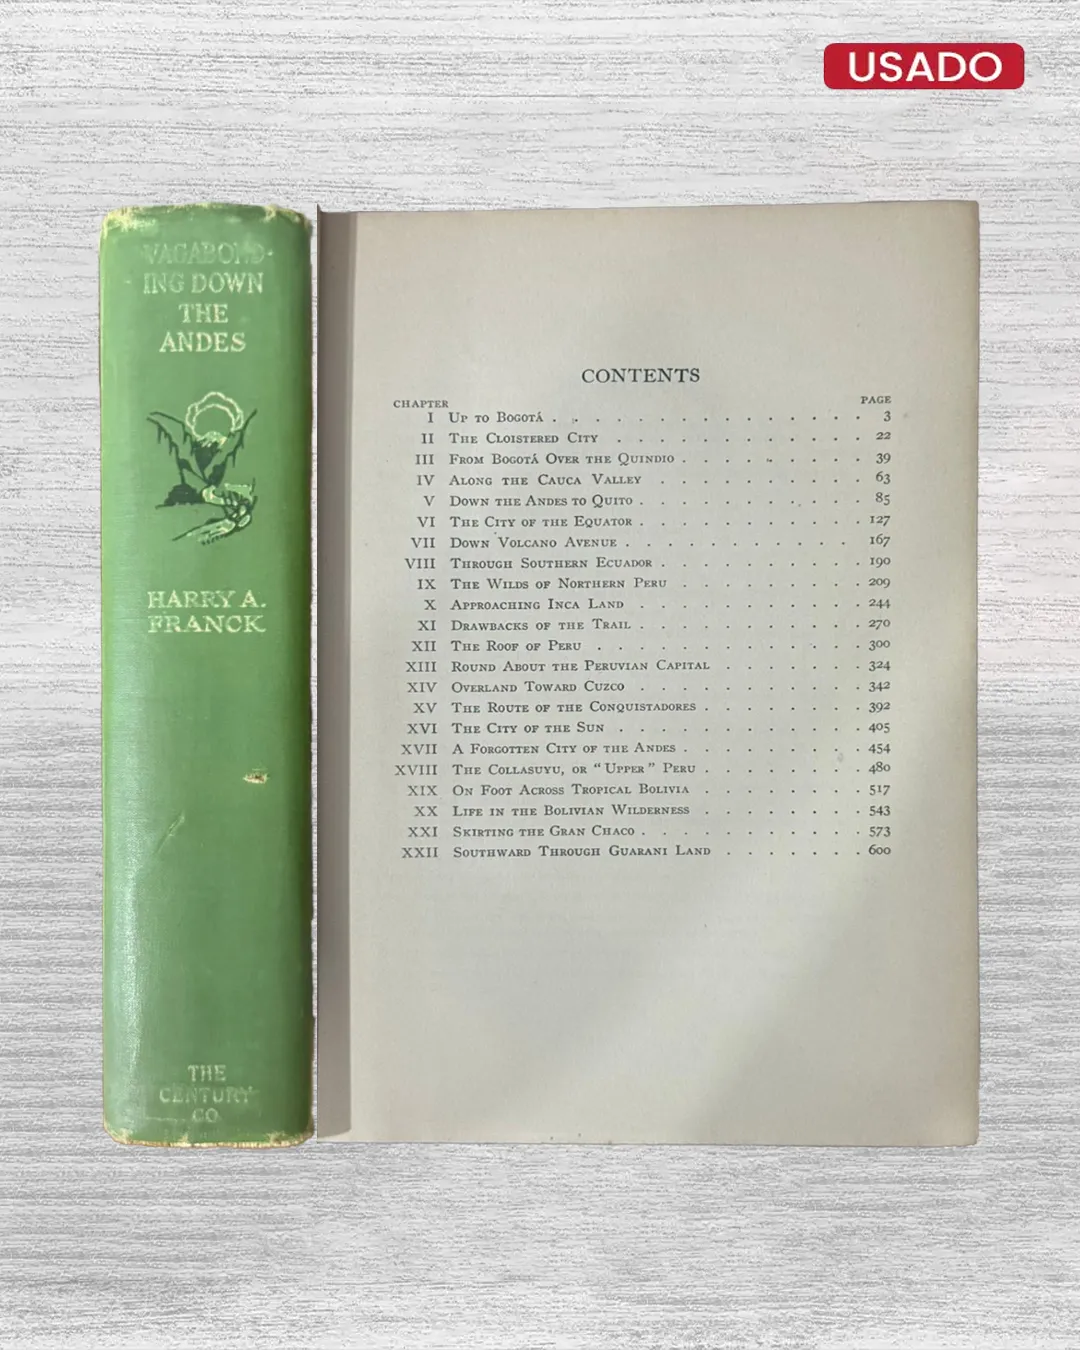 USADO
VAGABOND-
ING DOWN
THE
ANDES
HARRY A.
FRANCK
THE
CENTURY
CO
CONTENTS
CHAPTER PAGE
I UP TO BOGOTÁ . . . . . . . . . . . . . . . 3
II THE CLOISTERED CITY . . . . . . . . . . . . 22
III FROM BOGOTÁ OVER THE QUINDIO . . . . . . . . . 39
IV ALONG THE CAUCA VALLEY . . . . . . . . . . 63
V DOWN THE ANDES TO QUITO . . . . . . . . . . . 85
VI THE CITY OF THE EQUATOR . . . . . . . . . . . 127
VII DOWN VOLCANO AVENUE . . . . . . . . . . . 167
VIII THROUGH SOUTHERN ECUADOR . . . . . . . . . . 190
IX THE WILDS OF NORTHERN PERU . . . . . . . . . 209
X APPROACHING INCA LAND . . . . . . . . . . . 244
XI DRAWBACKS OF THE TRAIL . . . . . . . . . . . 270
XII THE ROOF OF PERU . . . . . . . . . . . . . 300
XIII ROUND ABOUT THE PERUVIAN CAPITAL . . . . . . . 324
XIV OVERLAND TOWARD CUZCO . . . . . . . . . . . 342
XV THE ROUTE OF THE CONQUISTADORES . . . . . . . . 392
XVI THE CITY OF THE SUN . . . . . . . . . . . . 405
XVII A FORGOTTEN CITY OF THE ANDES . . . . . . . . . 454
XVIII THE COLLASUYU, OR "UPPER" PERU . . . . . . . . 480
XIX ON FOOT ACROSS TROPICAL BOLIVIA . . . . . . . . 517
XX LIFE IN THE BOLIVIAN WILDERNESS . . . . . . . . 543
XXI SKIRTING THE GRAN CHACO . . . . . . . . . . . 573
XXII SOUTHWARD THROUGH GUARANI LAND . . . . . . . 600